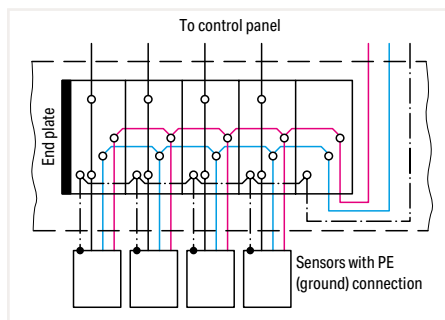 To control panel
End plate
Sensors with PE
(ground) connection